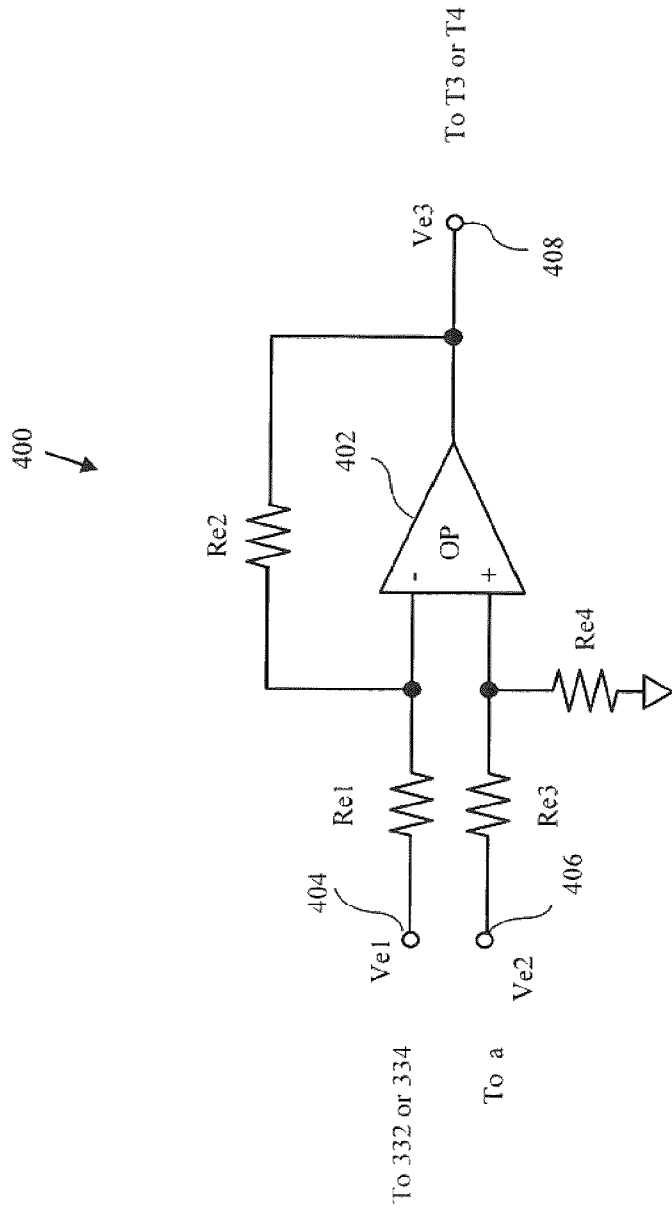 400
Re2
402
Ve3
To T3 or T4
408
OP
-
+
Re1
404
Ve1
To 332 or 334
Re3
Re4
406
Ve2
To a